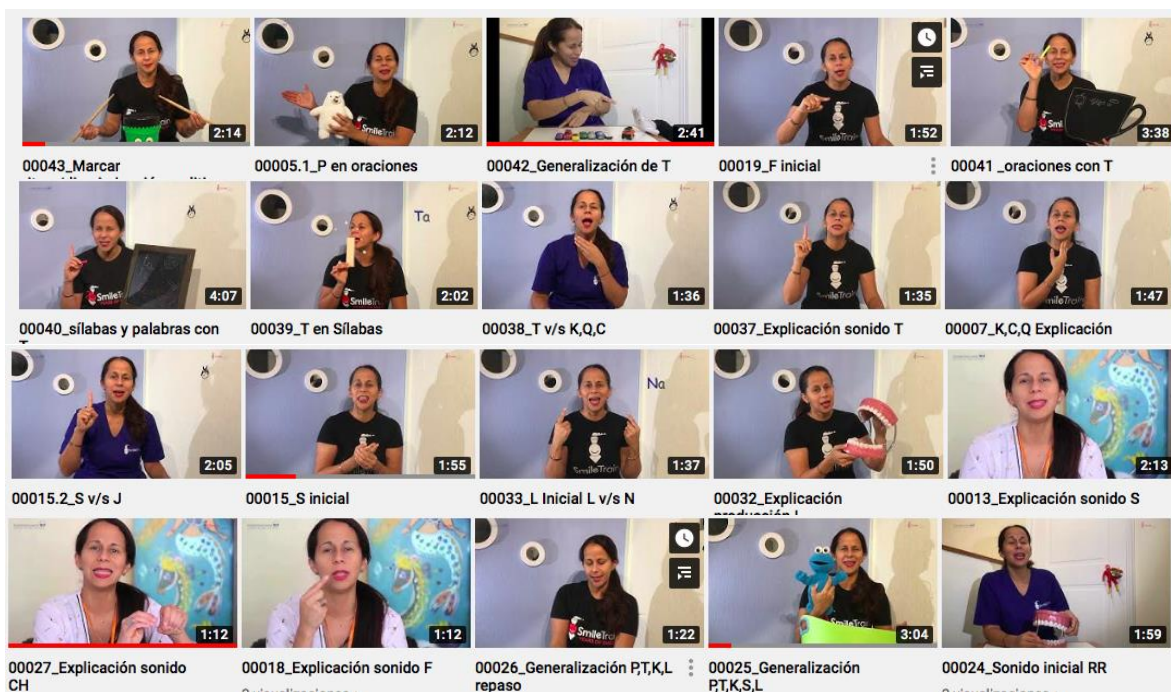 2:14
2:12
2:41
1:52
3:38
00043_Marcar
00005.1_P en oraciones
00042_Generalización de T
00019_F inicial
00041 _oraciones con T
SmileTrain
SmileTrain
SmileTrain
Ta
4:07
2:02
1:36
1:35
1:47
00040_sílabas y palabras con
00039_T en Sílabas
00038_T v/s K,Q,C
00037_Explicación sonido T
00007_K,C,Q Explicación
Na
2:05
1:55
1:37
1:50
2:13
00015.2_S v/s J
00015_S inicial
00033_L Inicial L v/s N
00032_Explicación
00013_Explicación sonido S
1:12
1:12
1:22
3:04
1:59
00027_Explicación sonido
CH
00018_Explicación sonido F
00026_Generalización P,T,K,L
repaso
00025_Generalización
P,T,K,S,L
00024_Sonido inicial RR